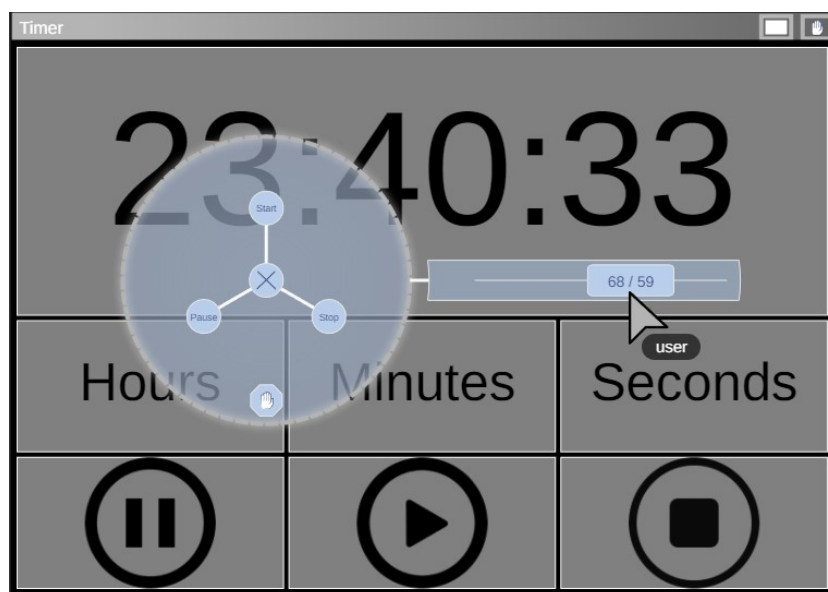 Timer
23:40:33
Start
68 / 59
Pause
Stop
user
Hours
Minutes
Seconds